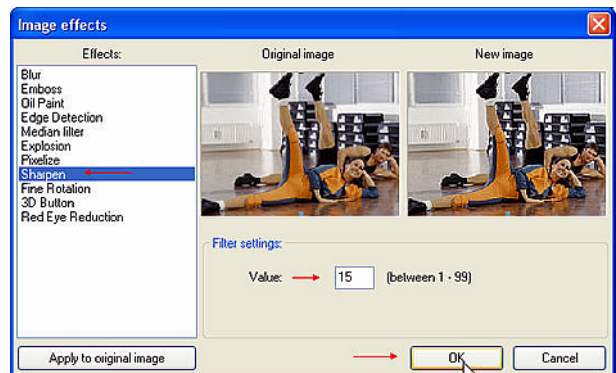 Image effects
Effects:
Original image
New image
Blur
Emboss
Oil Paint
Edge Detection
Median filter
Explosion
Pixelize
Sharpen
Fine Rotation
3D Button
Red Eye Reduction
Filter settings:
Value: 15 (between 1 - 99)
Apply to original image
OK
Cancel